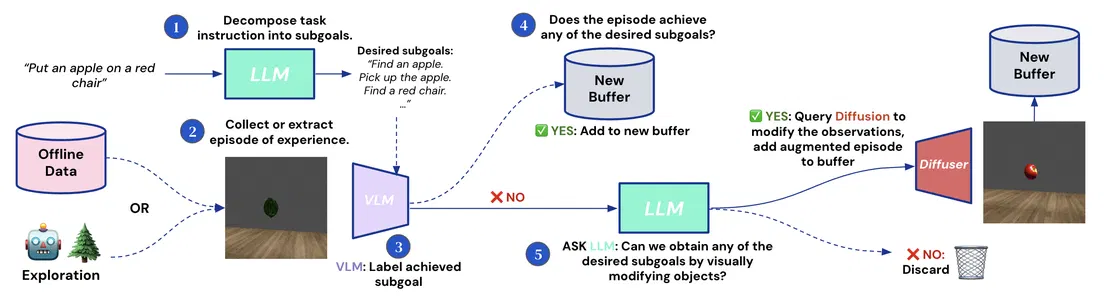 1
Decompose task
instruction into subgoals.
"Put an apple on a red
chair"
LLM
Desired subgoals:
"Find an apple.
Pick up the apple.
Find a red chair.
..."
Offline
Data
OR
Exploration
2
Collect or extract
episode of experience.
VLM
3
VLM: Label achieved
subgoal
4
Does the episode achieve
any of the desired subgoals?
New
Buffer
✅ YES: Add to new buffer
❌ NO
LLM
5
ASK LLM: Can we obtain any of the
desired subgoals by visually
modifying objects?
✅ YES: Query Diffusion to
modify the observations,
add augmented episode
to buffer
Diffuser
New
Buffer
❌ NO:
Discard